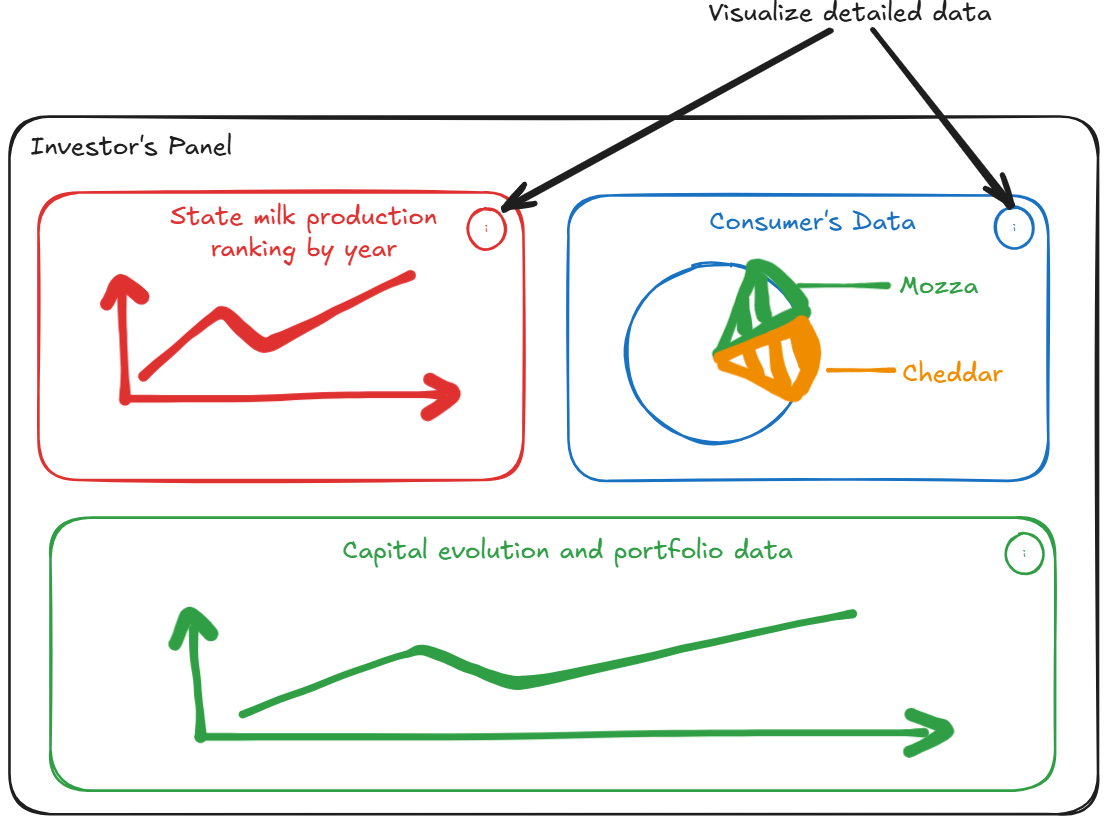 Visualize detailed data
Investor's Panel
State milk production
ranking by year
i
Consumer's Data
i
Mozza
Cheddar
Capital evolution and portfolio data
i